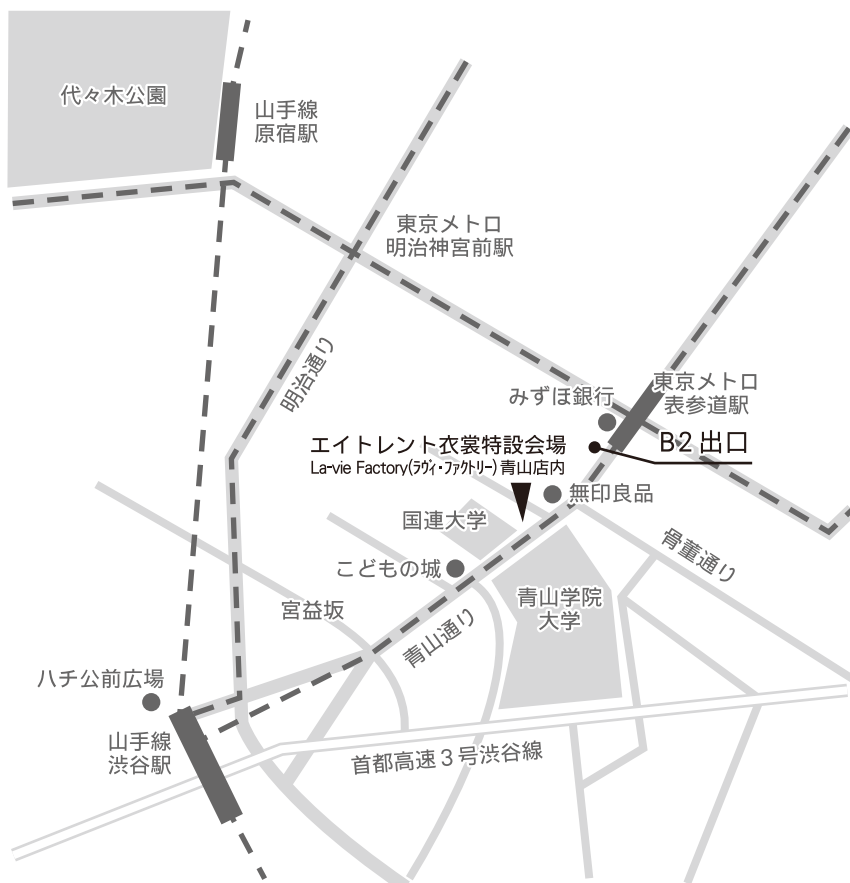 代々木公園
山手線
原宿駅
東京メトロ
明治神宮前駅
明治通り
みずほ銀行
東京メトロ
表参道駅
エイトレント衣裳特設会場
La-vie Factory(ラヴィ・ファクトリー)青山店内
B2 出口
無印良品
国連大学
骨董通り
こどもの城
青山学院
大学
宮益坂
青山通り
ハチ公前広場
山手線
渋谷駅
首都高速3号渋谷線